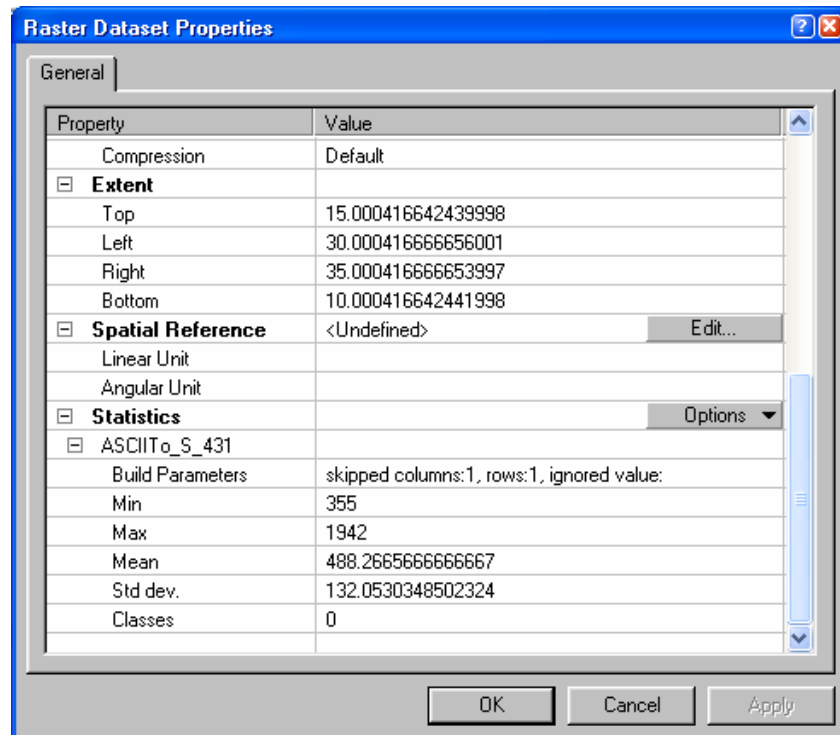 Raster Dataset Properties
General
Property Value
Compression Default
Extent
Top 15.000416642439998
Left 30.000416666656001
Right 35.000416666653997
Bottom 10.000416642441998
Spatial Reference <Undefined> Edit...
Linear Unit
Angular Unit
Statistics Options
ASCIITo_S_431
Build Parameters skipped columns:1, rows:1, ignored value:
Min 355
Max 1942
Mean 488.2665666666667
Std dev. 132.0530348502324
Classes 0
OK Cancel Apply